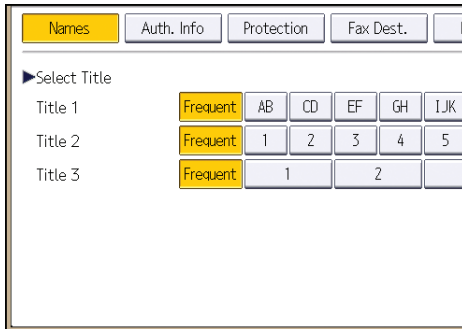 Names Auth. Info Protection Fax Dest.
▶Select Title
Title 1 Frequent AB CD EF GH IJK
Title 2 Frequent 1 2 3 4 5
Title 3 Frequent 1 2